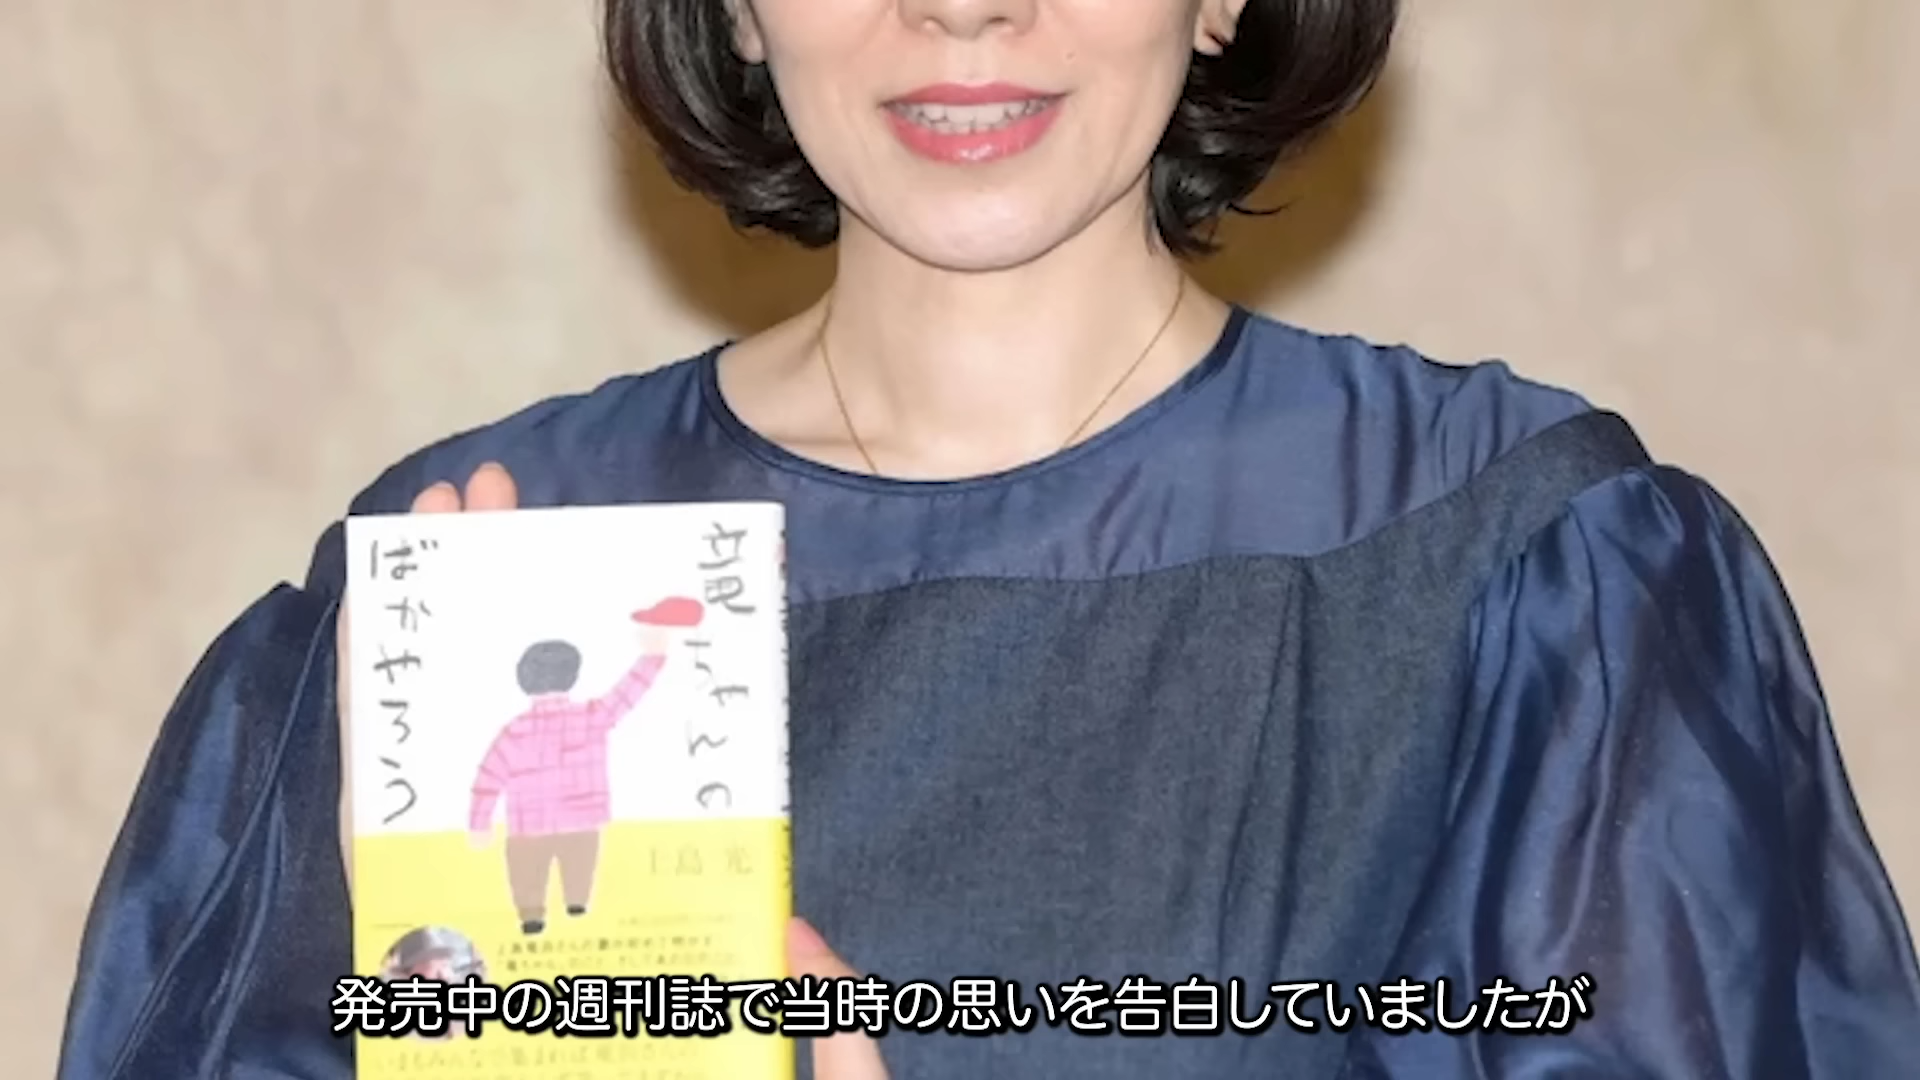 竜ちゃんの
ばかやろう
上島 光
発売中の週刊誌で当時の思いを告白していましたが